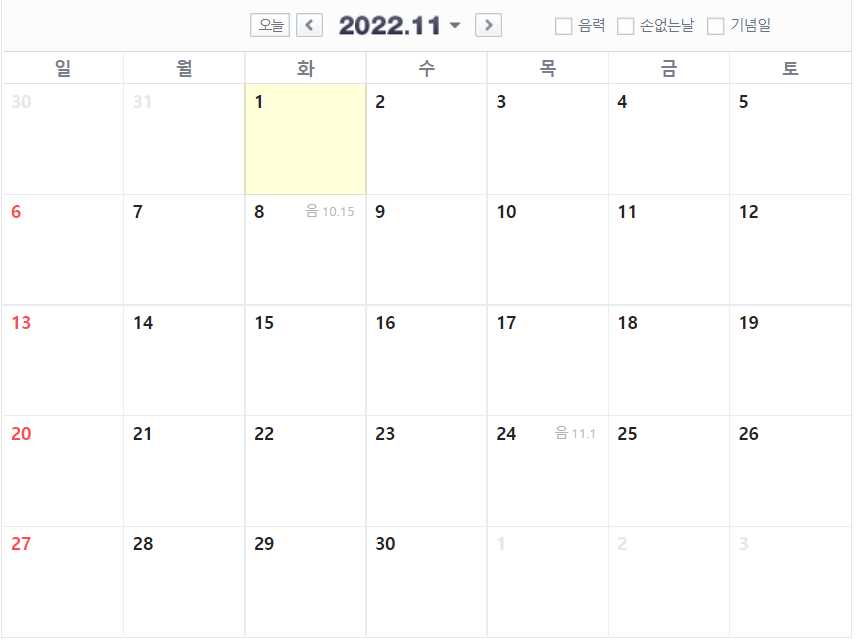 오늘 2022.11 음력 손없는날 기념일
일 월 화 수 목 금 토
30 31 1 2 3 4 5
6 7 8 음 10.15 9 10 11 12
13 14 15 16 17 18 19
20 21 22 23 24 음 11.1 25 26
27 28 29 30 1 2 3